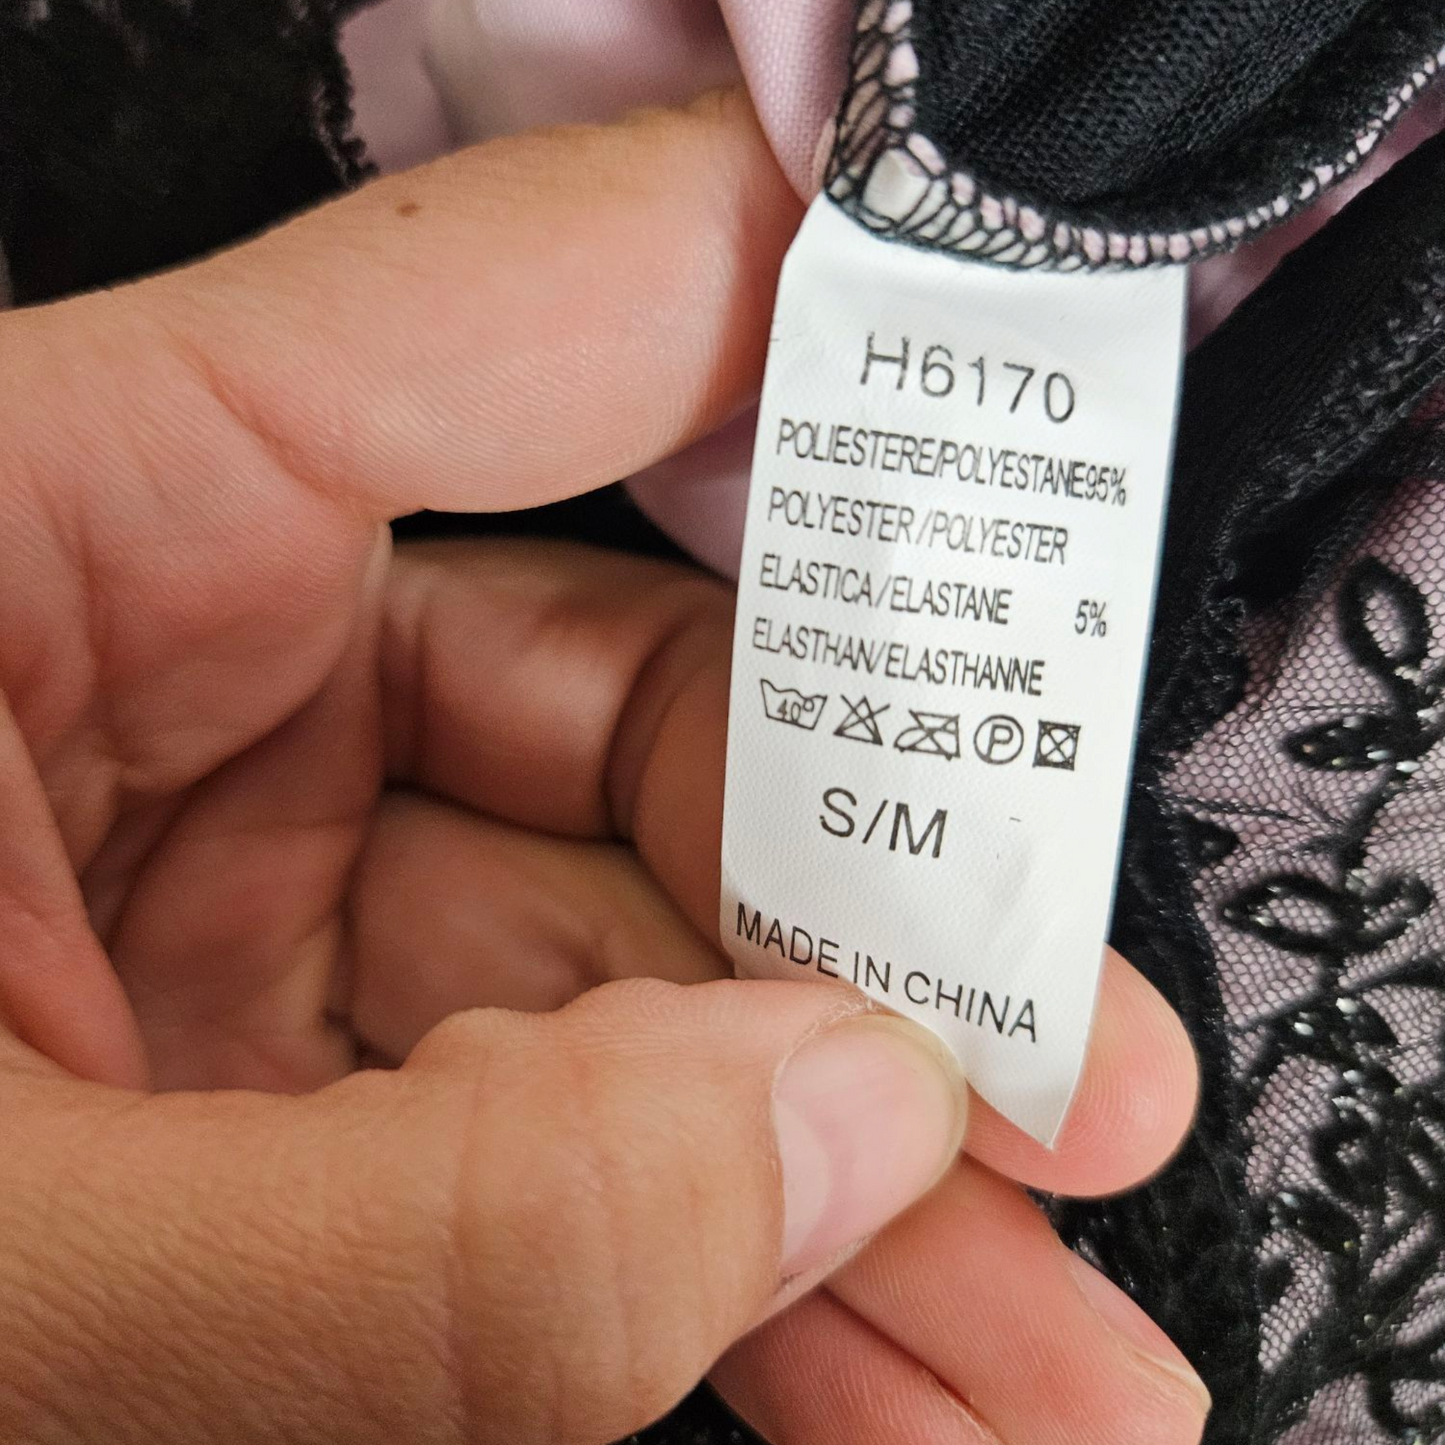 H6170
POLIESTERE/POLYESTANE95%
POLYESTER/POLYESTER
ELASTICA/ELASTANE 5%
ELASTHAN/ELASTHANNE
40° P
S/M
MADE IN CHINA